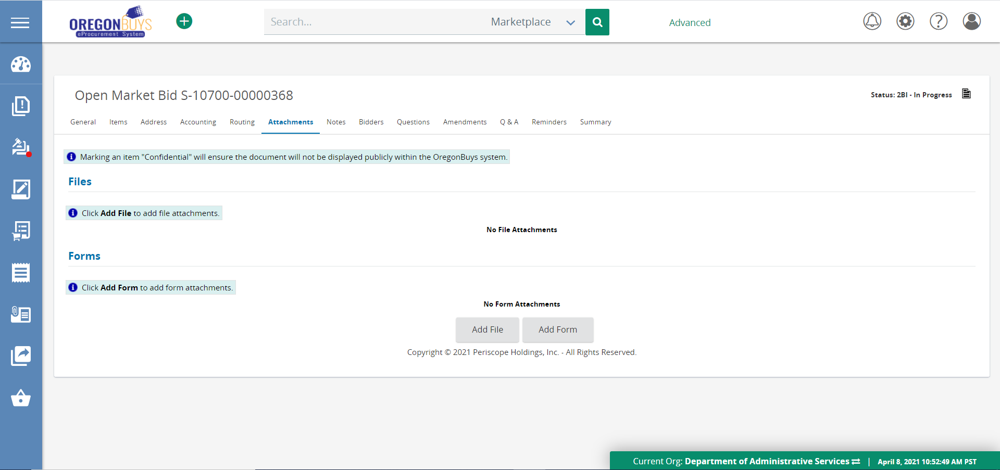 OREGONBUYS
eProcurement System
Search...
Marketplace
Advanced
Open Market Bid S-10700-00000368
Status: 2BI - In Progress
General Items Address Accounting Routing Attachments Notes Bidders Questions Amendments Q & A Reminders Summary
Marking an item "Confidential" will ensure the document will not be displayed publicly within the OregonBuys system.
Files
Click Add File to add file attachments.
No File Attachments
Forms
Click Add Form to add form attachments.
No Form Attachments
Add File Add Form
Copyright © 2021 Periscope Holdings, Inc. - All Rights Reserved.
Current Org: Department of Administrative Services | April 8, 2021 10:52:49 AM PST